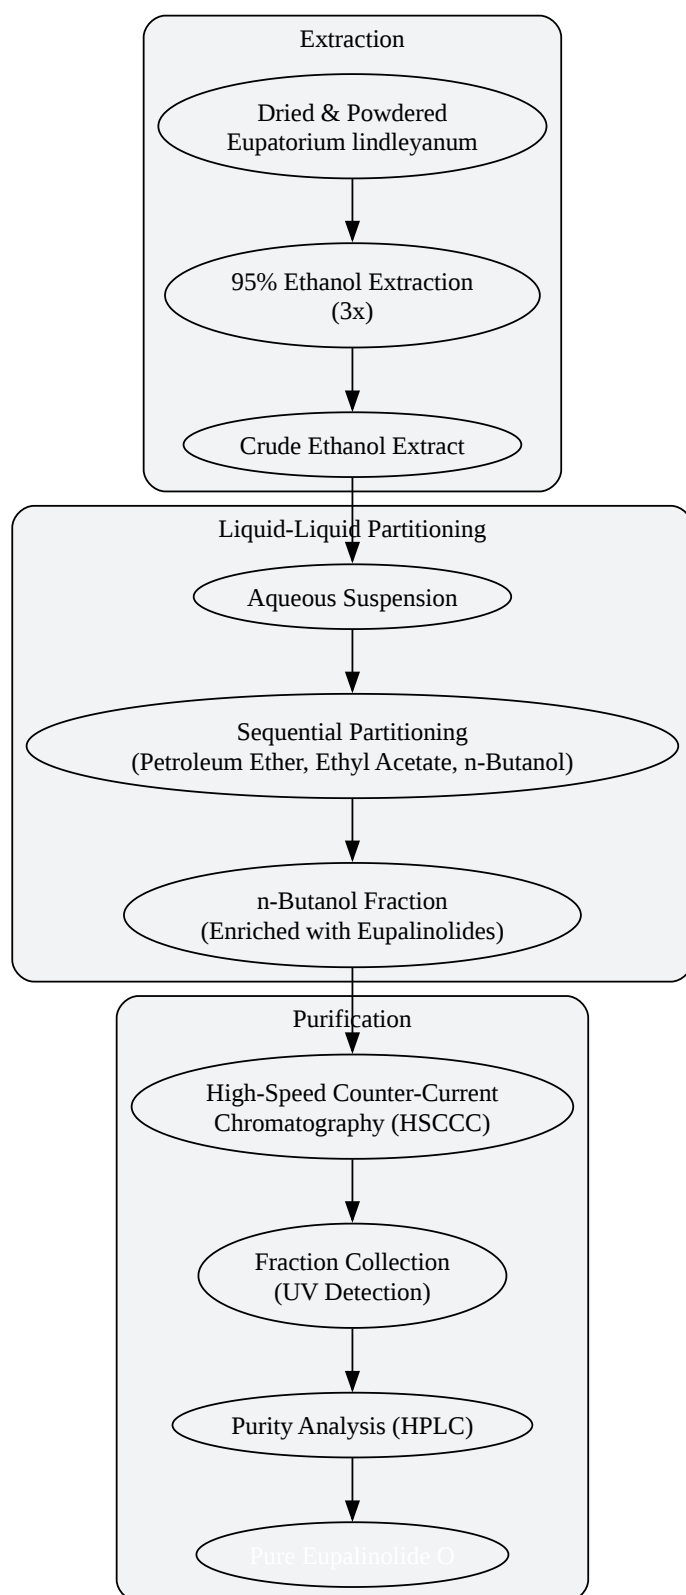 Extraction
Dried & Powdered
Eupatorium lindleyanum
95% Ethanol Extraction
(3x)
Crude Ethanol Extract
Liquid-Liquid Partitioning
Aqueous Suspension
Sequential Partitioning
(Petroleum Ether, Ethyl Acetate, n-Butanol)
n-Butanol Fraction
(Enriched with Eupalinolides)
Purification
High-Speed Counter-Current
Chromatography (HSCCC)
Fraction Collection
(UV Detection)
Purity Analysis (HPLC)
Pure Eupalinolide O